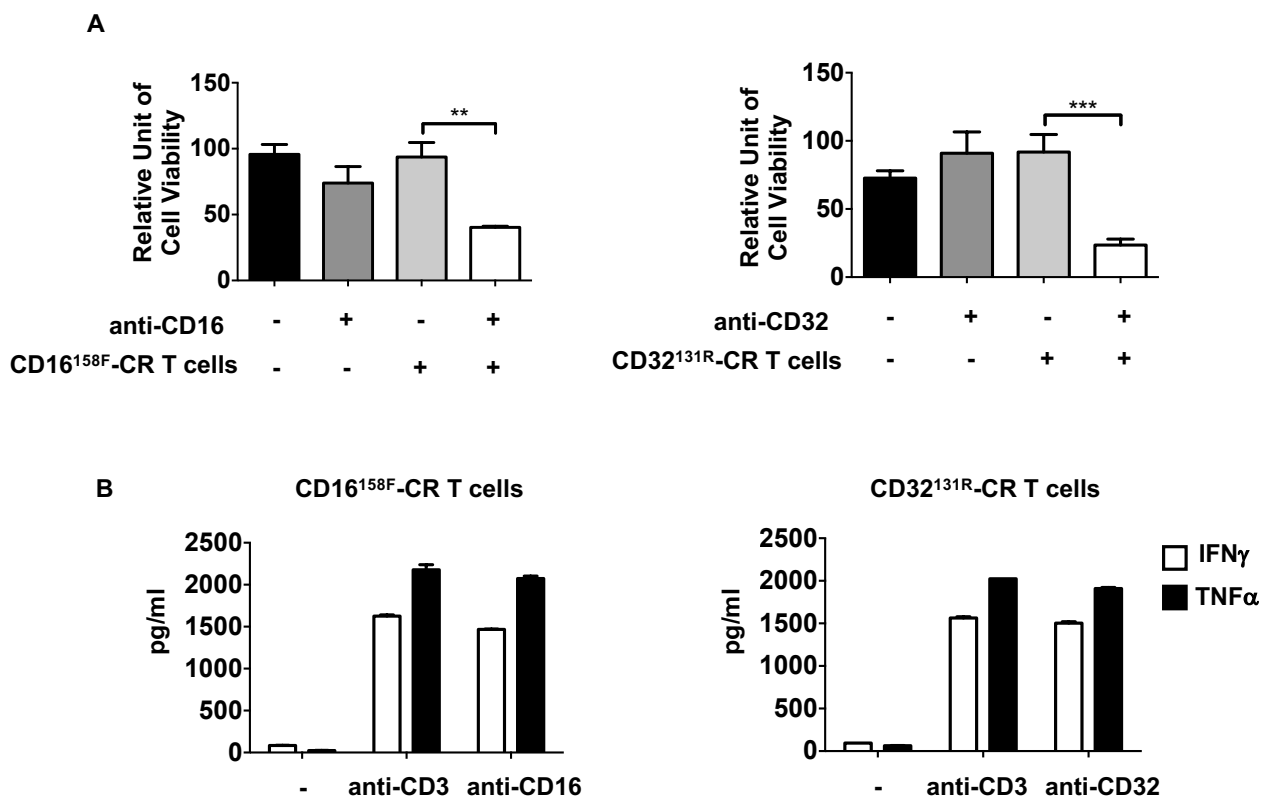 A
Relative Unit of
Cell Viability
150
100
50
0
**
anti-CD16 - + - +
CD16¹⁵⁸ᶠ-CR T cells - - + +
Relative Unit of
Cell Viability
150
100
50
0
***
anti-CD32 - + - +
CD32¹³¹ᴿ-CR T cells - - + +
B
CD16¹⁵⁸ᶠ-CR T cells
pg/ml
2500
2000
1500
1000
500
0
- anti-CD3 anti-CD16
CD32¹³¹ᴿ-CR T cells
pg/ml
2500
2000
1500
1000
500
0
- anti-CD3 anti-CD32
IFNγ
TNFα